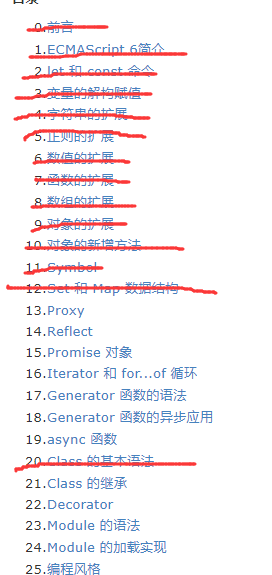 0.前言
1.ECMAScript 6简介
2.let 和 const 命令
3.变量的解构赋值
4.字符串的扩展
5.正则的扩展
6.数值的扩展
7.函数的扩展
8.数组的扩展
9.对象的扩展
10.对象的新增方法
11.Symbol
12.Set 和 Map 数据结构
13.Proxy
14.Reflect
15.Promise 对象
16.Iterator 和 for...of 循环
17.Generator 函数的语法
18.Generator 函数的异步应用
19.async 函数
20.Class 的基本语法
21.Class 的继承
22.Decorator
23.Module 的语法
24.Module 的加载实现
25.编程风格